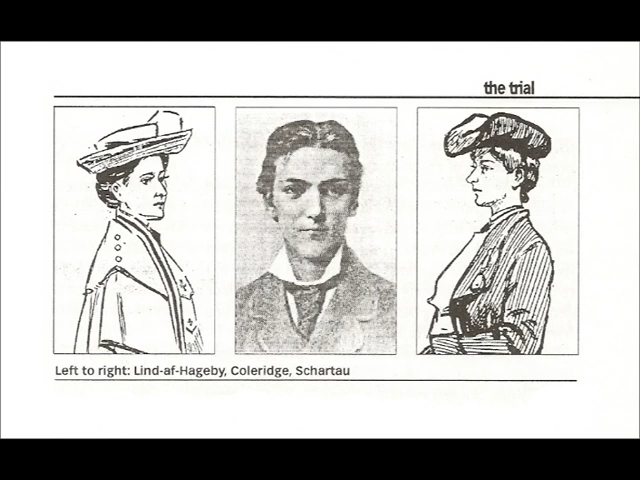 the trial
Left to right: Lind-af-Hageby, Coleridge, Schartau